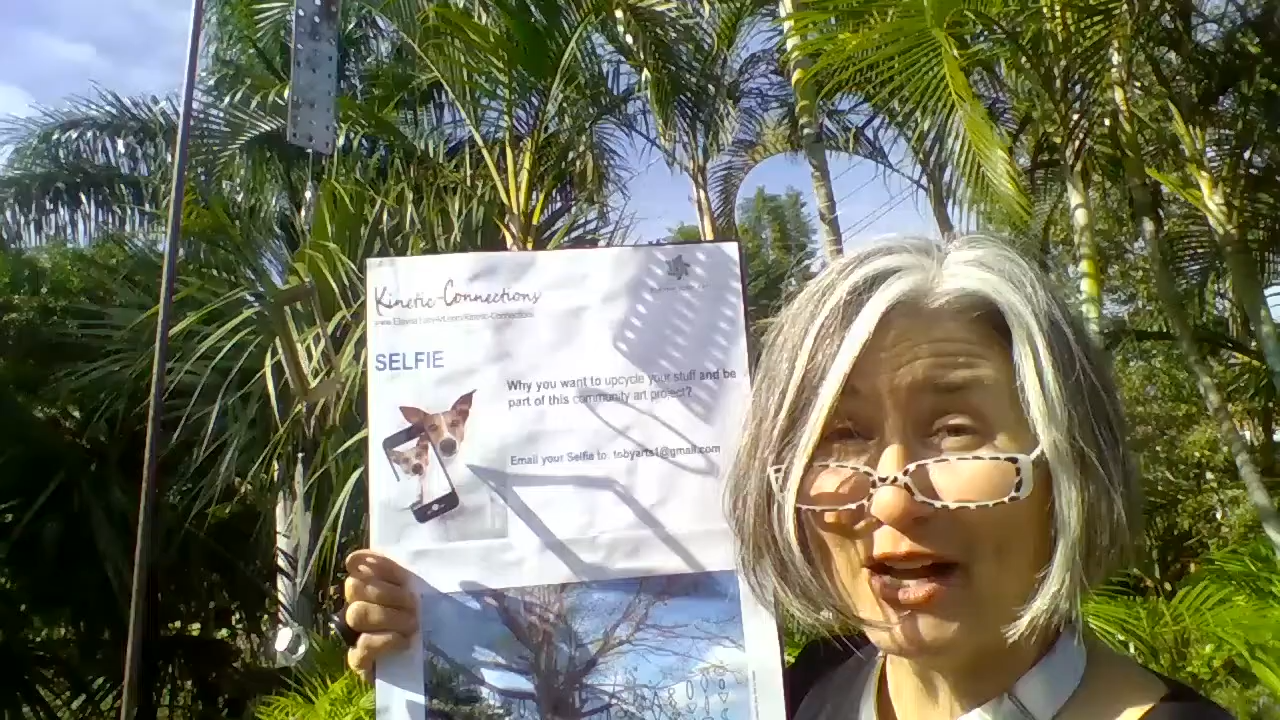 Kinetic-Connections
SELFIE
Why you want to upcycle your stuff and be
part of this community art project?
Email your Selfie to: tobyarts1@gmail.com